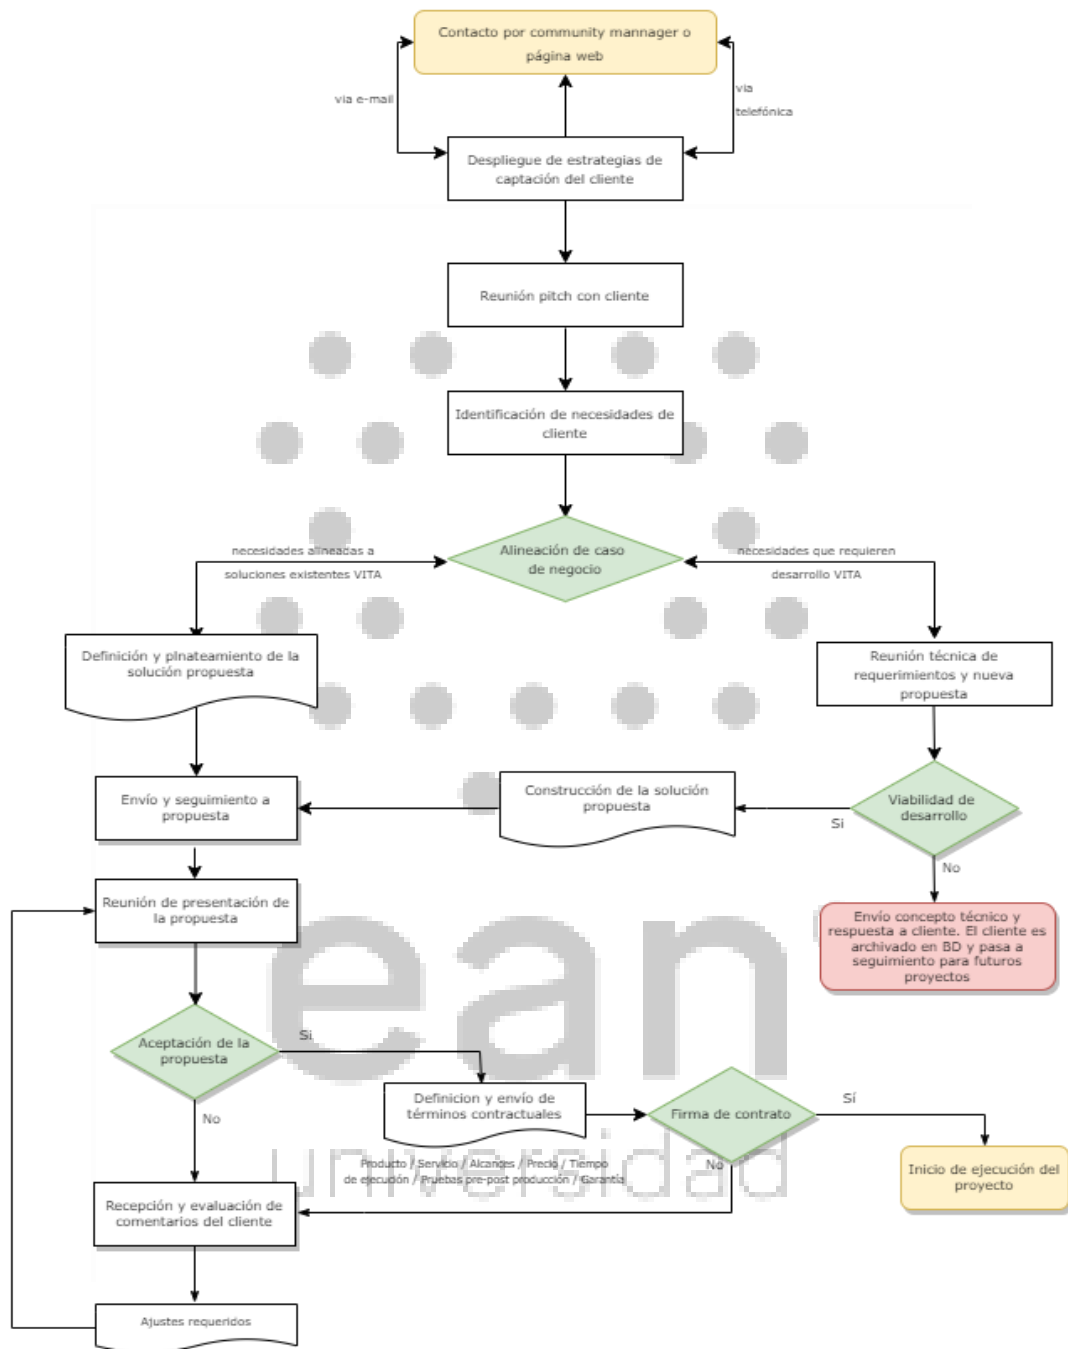 Contacto por community mannager o
página web
via e-mail
via
telefónica
Despliegue de estrategias de
captación del cliente
Reunión pitch con cliente
Identificación de necesidades de
cliente
Alineación de caso
de negocio
necesidades alineadas a
soluciones existentes VITA
necesidades que requieren
desarrollo VITA
Definición y plnateamiento de la
solución propuesta
Reunión técnica de
requerimientos y nueva
propuesta
Envío y seguimiento a
propuesta
Construcción de la solución
propuesta
Viabilidad de
desarrollo
Si
No
Reunión de presentación de
la propuesta
Envío concepto técnico y
respuesta a cliente. El cliente es
archivado en BD y pasa a
seguimiento para futuros
proyectos
ean
universidad
Aceptación de la
propuesta
Si
No
Definicion y envío de
términos contractuales
Firma de contrato
Sí
No
Producto / Servicio / Alcances / Precio / Tiempo
de ejecución / Pruebas pre-post producción / Garantía
Inicio de ejecución del
proyecto
Recepción y evaluación de
comentarios del cliente
Ajustes requeridos